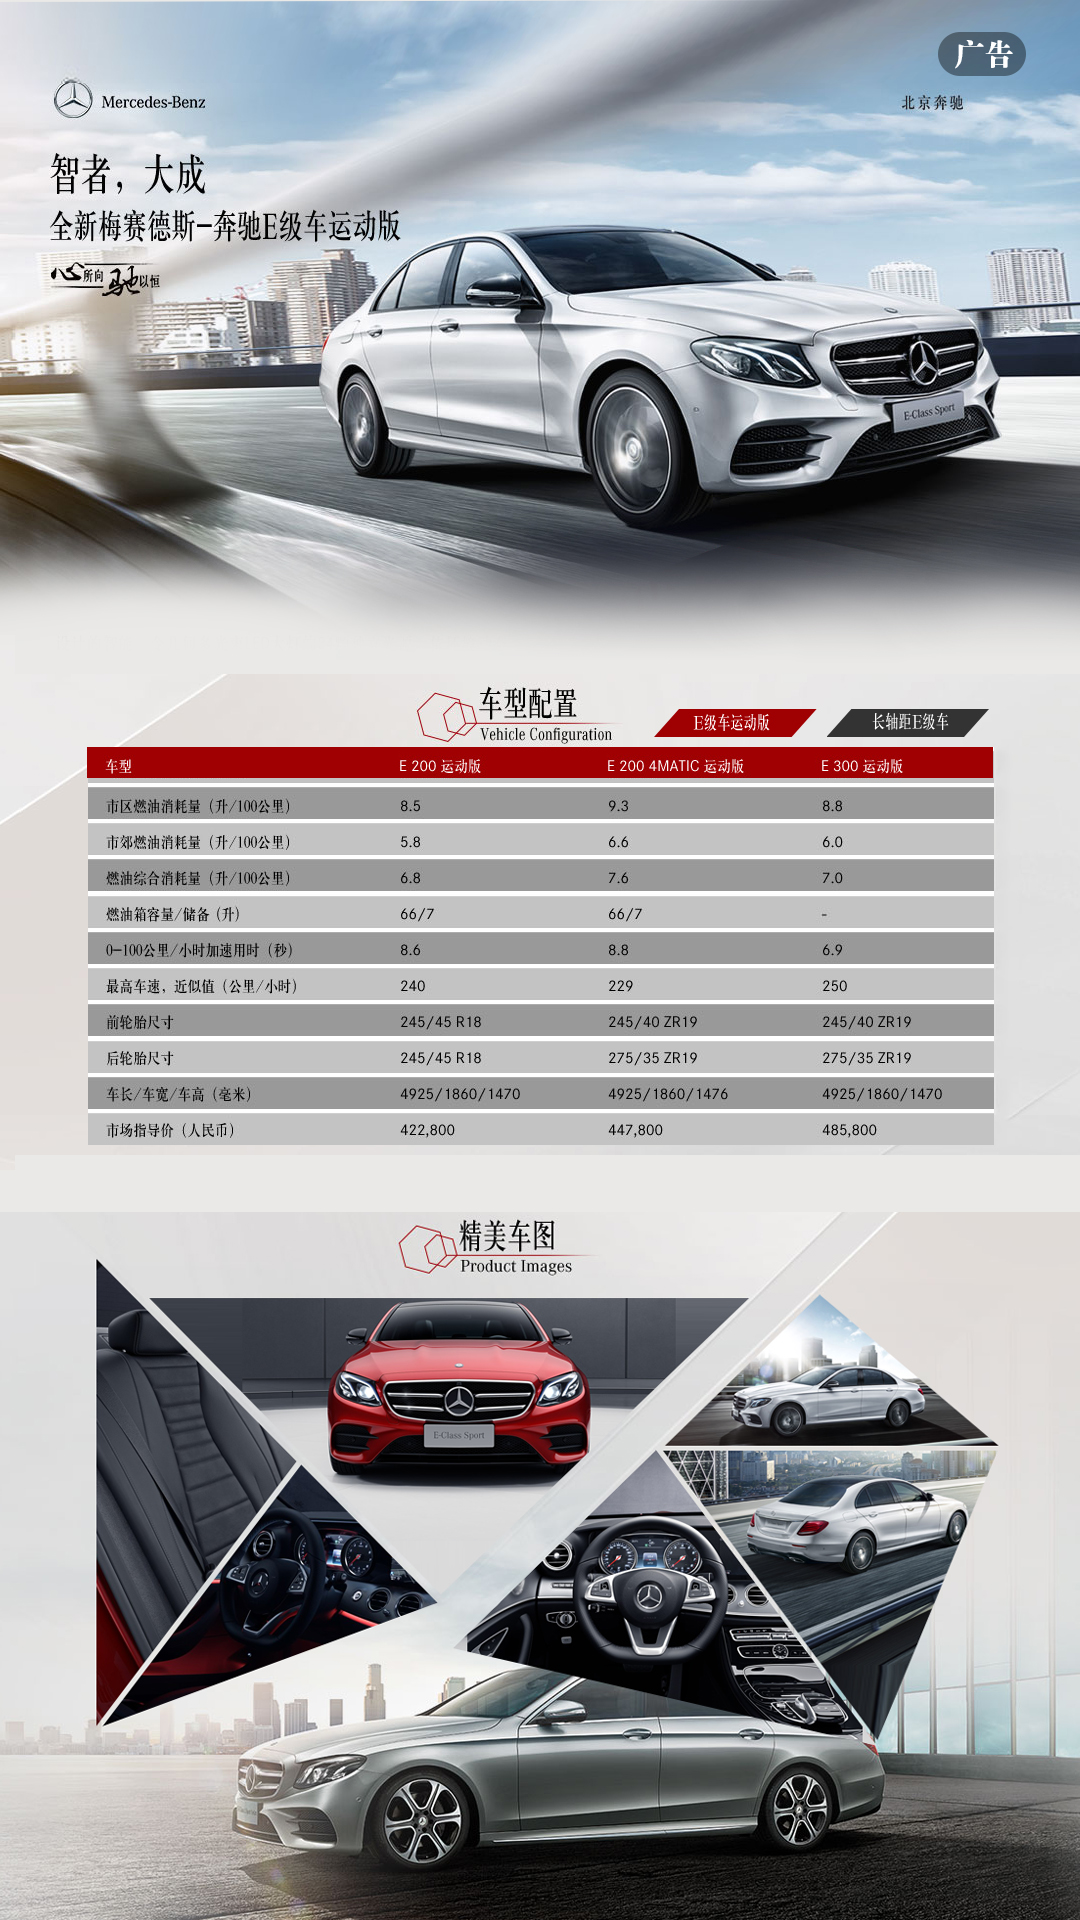 广告
Mercedes-Benz
北京奔驰
智者，大成
全新梅赛德斯-奔驰E级车运动版
心所向 驰以恒
E-Class Sport
车型配置
Vehicle Configuration
E级车运动版 长轴距E级车
车型 E 200 运动版 E 200 4MATIC 运动版 E 300 运动版
市区燃油消耗量（升/100公里） 8.5 9.3 8.8
市郊燃油消耗量（升/100公里） 5.8 6.6 6.0
燃油综合消耗量（升/100公里） 6.8 7.6 7.0
燃油箱容量/储备（升） 66/7 66/7 -
0-100公里/小时加速用时（秒） 8.6 8.8 6.9
最高车速，近似值（公里/小时） 240 229 250
前轮胎尺寸 245/45 R18 245/40 ZR19 245/40 ZR19
后轮胎尺寸 245/45 R18 275/35 ZR19 275/35 ZR19
车长/车宽/车高（毫米） 4925/1860/1470 4925/1860/1476 4925/1860/1470
市场指导价（人民币） 422,800 447,800 485,800
精美车图
Product Images
E-Class Sport